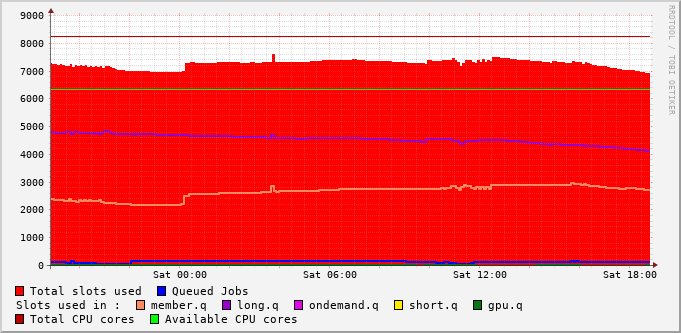 9000
8000
7000
6000
5000
4000
3000
2000
1000
0
Sat 00:00 Sat 06:00 Sat 12:00 Sat 18:00
RRDTOOL / TOBI OETIKER
Total slots used Queued Jobs
Slots used in : member.q long.q ondemand.q short.q gpu.q
Total CPU cores Available CPU cores